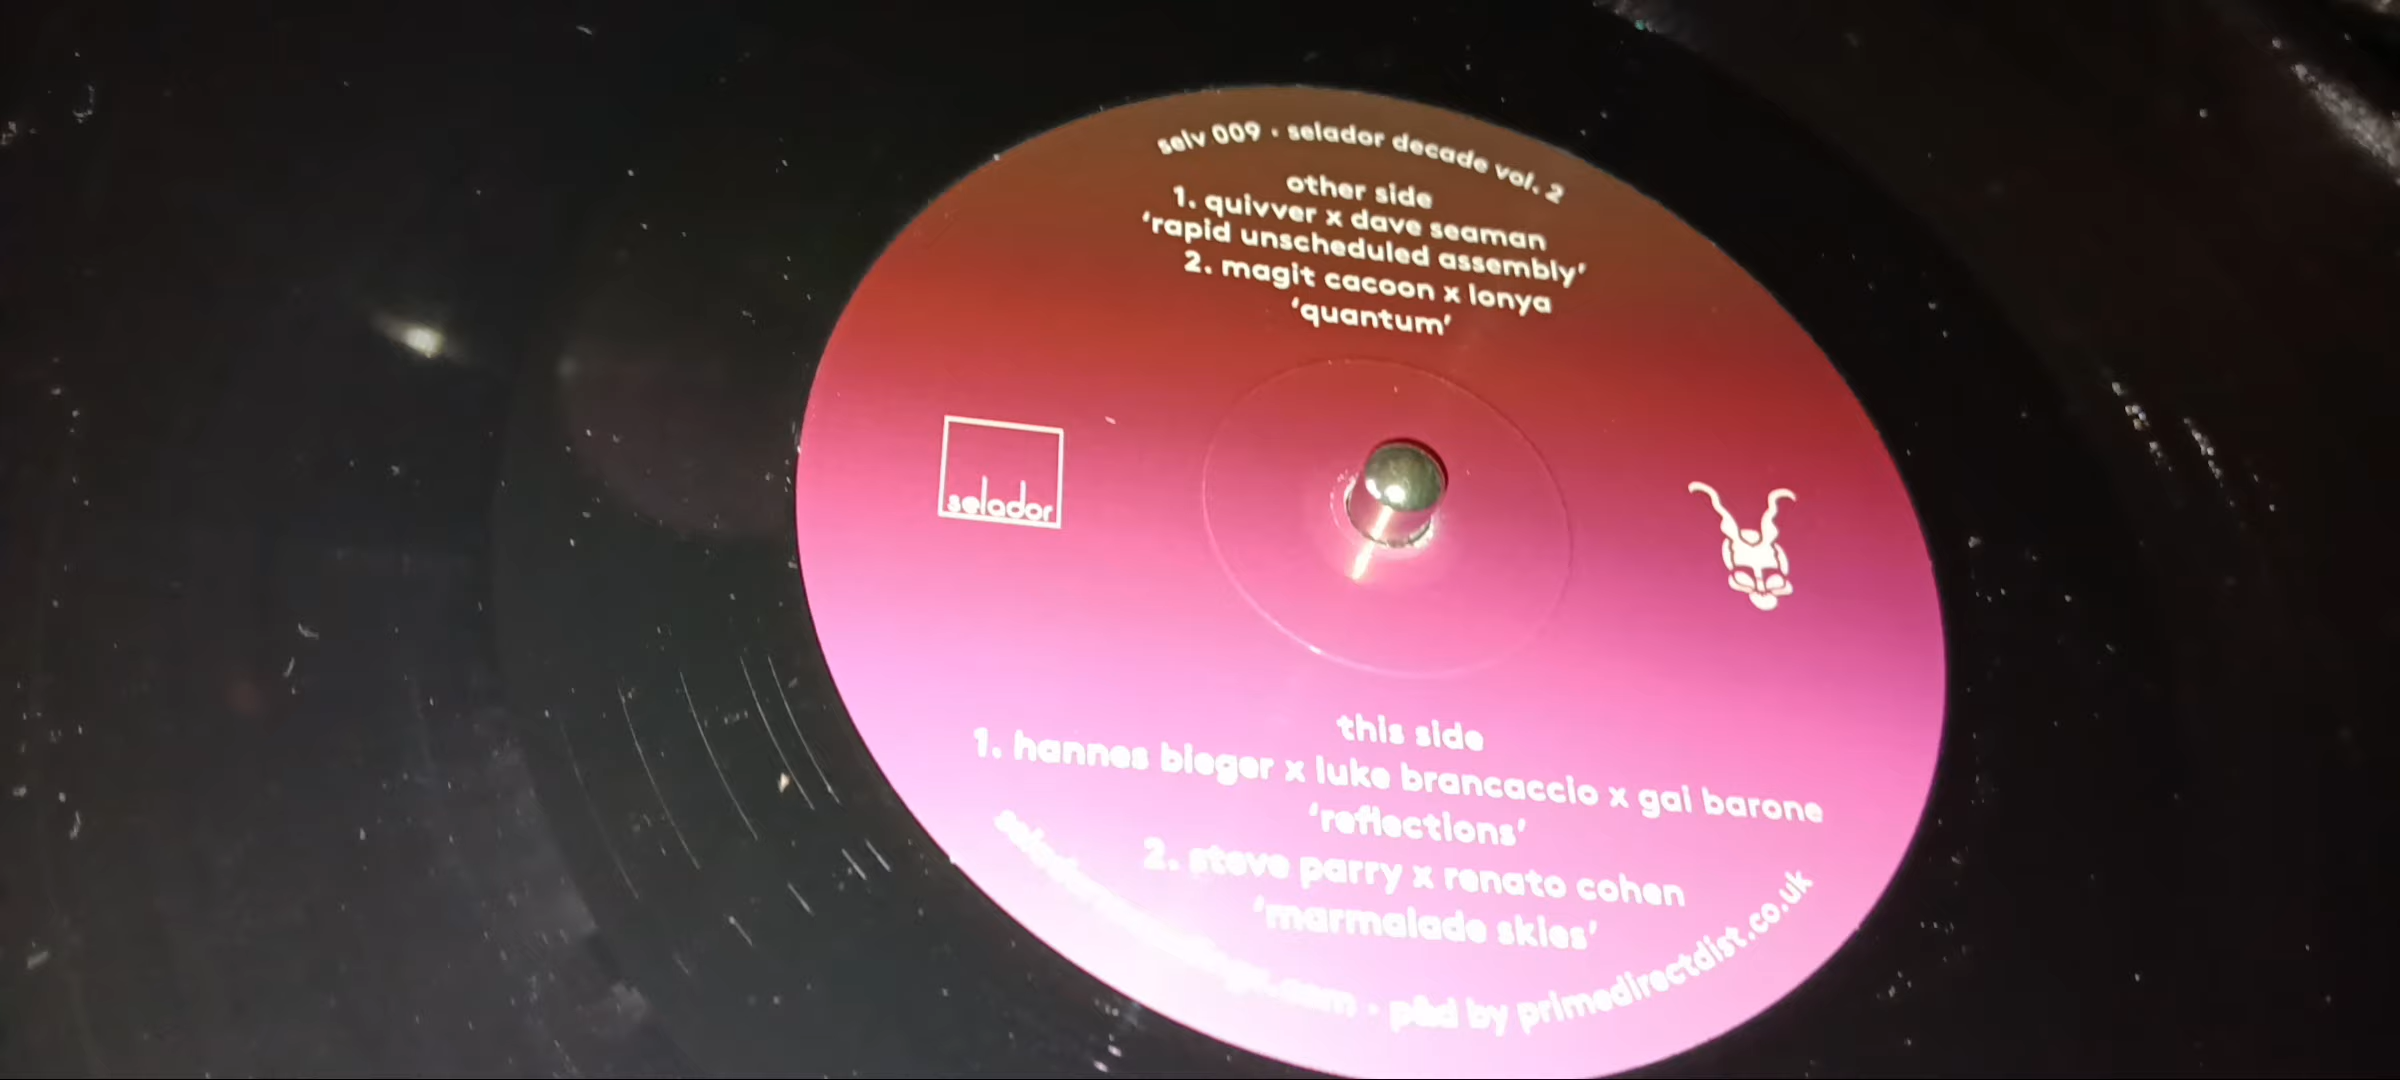 selv 009 • selador decade vol. 2
other side
1. quivver x dave seaman
‘rapid unscheduled assembly’
2. magit cacoon x lonya
‘quantum’
selador
this side
1. hannes bieger x luke brancaccio x gai barone
‘reflections’
2. steve parry x renato cohen
‘marmalade skies’
• p&d by primedirectdist.co.uk